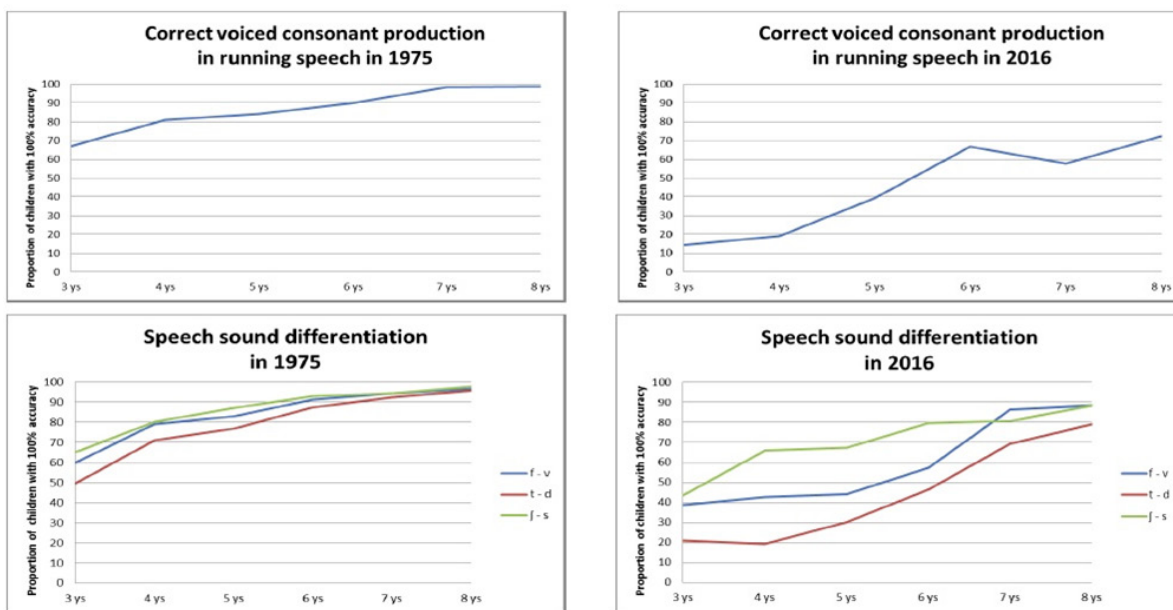 Correct voiced consonant production
in running speech in 1975
Proportion of children with 100% accuracy
100
90
80
70
60
50
40
30
20
10
0
3 ys 4 ys 5 ys 6 ys 7 ys 8 ys
Correct voiced consonant production
in running speech in 2016
Proportion of children with 100% accuracy
100
90
80
70
60
50
40
30
20
10
0
3 ys 4 ys 5 ys 6 ys 7 ys 8 ys
Speech sound differentiation
in 1975
Proportion of children with 100% accuracy
100
90
80
70
60
50
40
30
20
10
0
3 ys 4 ys 5 ys 6 ys 7 ys 8 ys
f - v
t - d
ʃ - s
Speech sound differentiation
in 2016
Proportion of children with 100% accuracy
100
90
80
70
60
50
40
30
20
10
0
3 ys 4 ys 5 ys 6 ys 7 ys 8 ys
f - v
t - d
ʃ - s